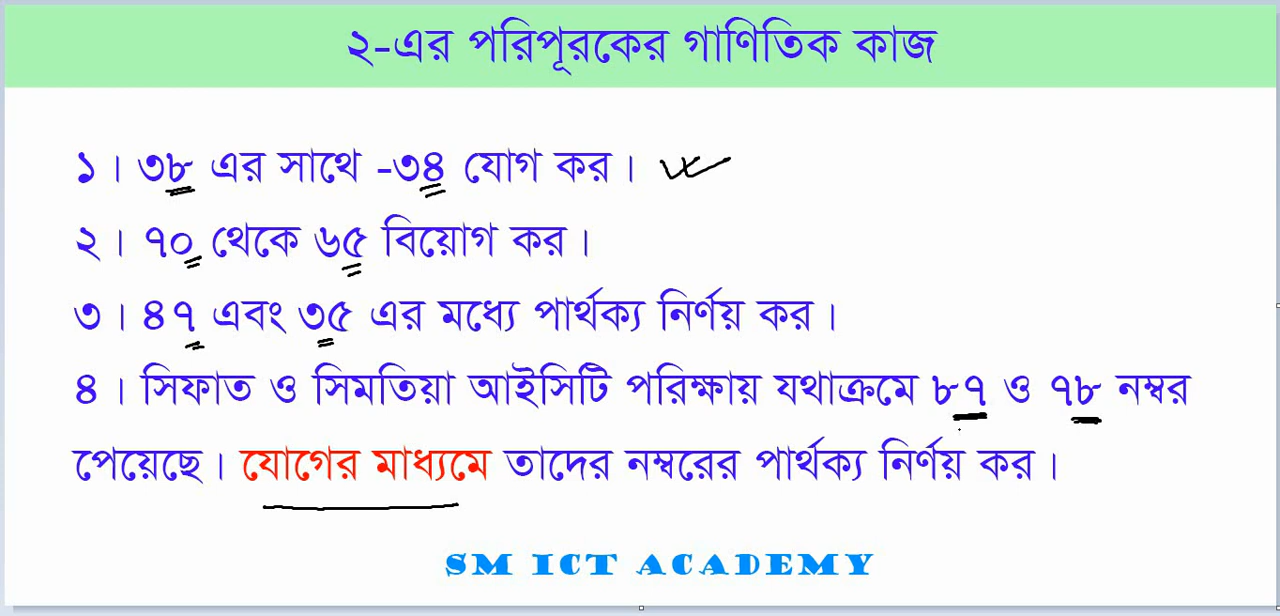 ২-এর পরিপূরকের গাণিতিক কাজ
১। ৩৮ এর সাথে -৩৪ যোগ কর।
২। ৭০ থেকে ৬৫ বিয়োগ কর।
৩। ৪৭ এবং ৩৫ এর মধ্যে পার্থক্য নির্ণয় কর।
৪। সিফাত ও সিমতিয়া আইসিটি পরিক্ষায় যথাক্রমে ৮৭ ও ৭৮ নম্বর
পেয়েছে। যোগের মাধ্যমে তাদের নম্বরের পার্থক্য নির্ণয় কর।
SM ICT ACADEMY